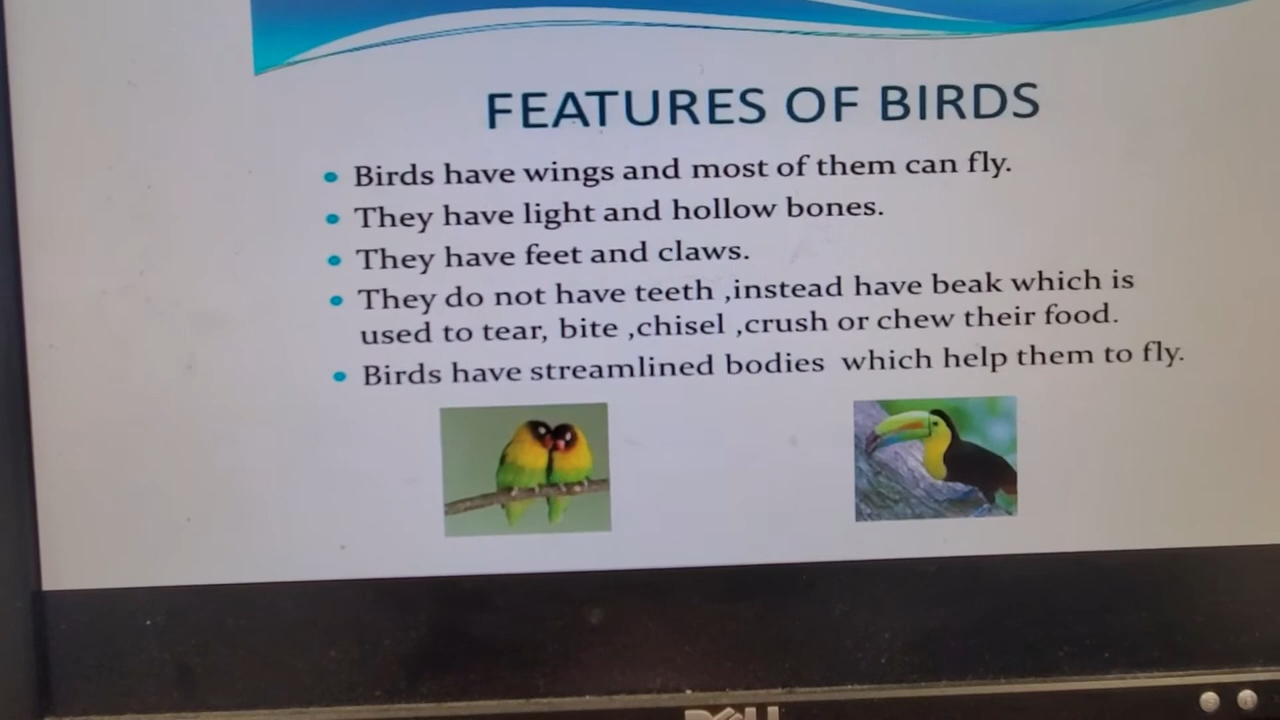 FEATURES OF BIRDS
• Birds have wings and most of them can fly.
• They have light and hollow bones.
• They have feet and claws.
• They do not have teeth ,instead have beak which is
used to tear, bite ,chisel ,crush or chew their food.
• Birds have streamlined bodies which help them to fly.
DELL